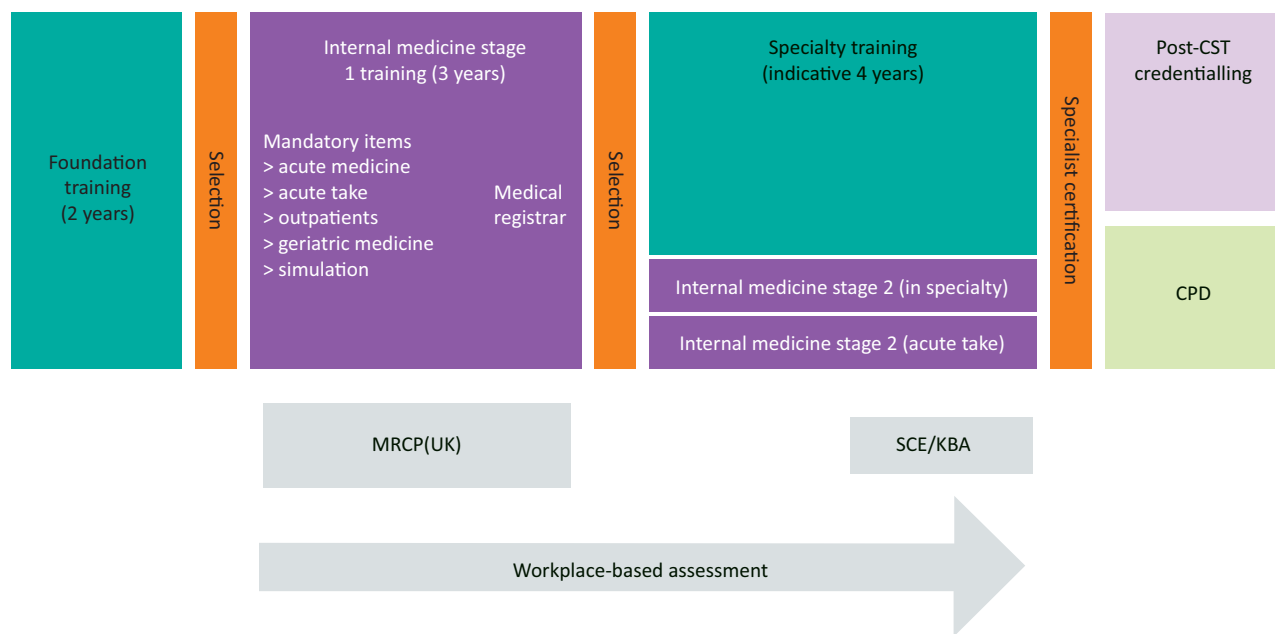 Foundation
training
(2 years)
Selection
Internal medicine stage
1 training (3 years)
Mandatory items
> acute medicine
> acute take
> outpatients
> geriatric medicine
> simulation
Medical
registrar
Selection
Specialty training
(indicative 4 years)
Internal medicine stage 2 (in specialty)
Internal medicine stage 2 (acute take)
Specialist certification
Post-CST
credentialling
CPD
MRCP(UK)
SCE/KBA
Workplace-based assessment